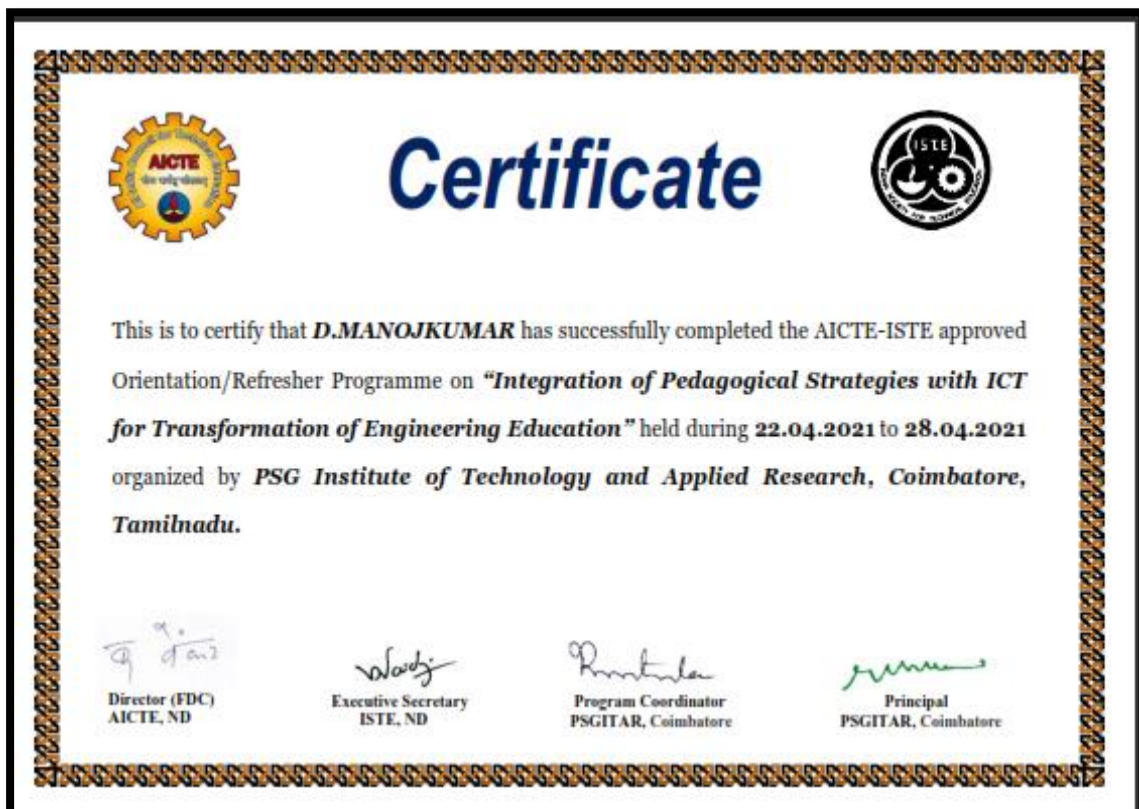 AICTE
Certificate
ISTE
This is to certify that D.MANOJKUMAR has successfully completed the AICTE-ISTE approved
Orientation/Refresher Programme on “Integration of Pedagogical Strategies with ICT
for Transformation of Engineering Education” held during 22.04.2021 to 28.04.2021
organized by PSG Institute of Technology and Applied Research, Coimbatore,
Tamilnadu.
Director (FDC)
AICTE, ND
Executive Secretary
ISTE, ND
Program Coordinator
PSGITAR, Coimbatore
Principal
PSGITAR, Coimbatore